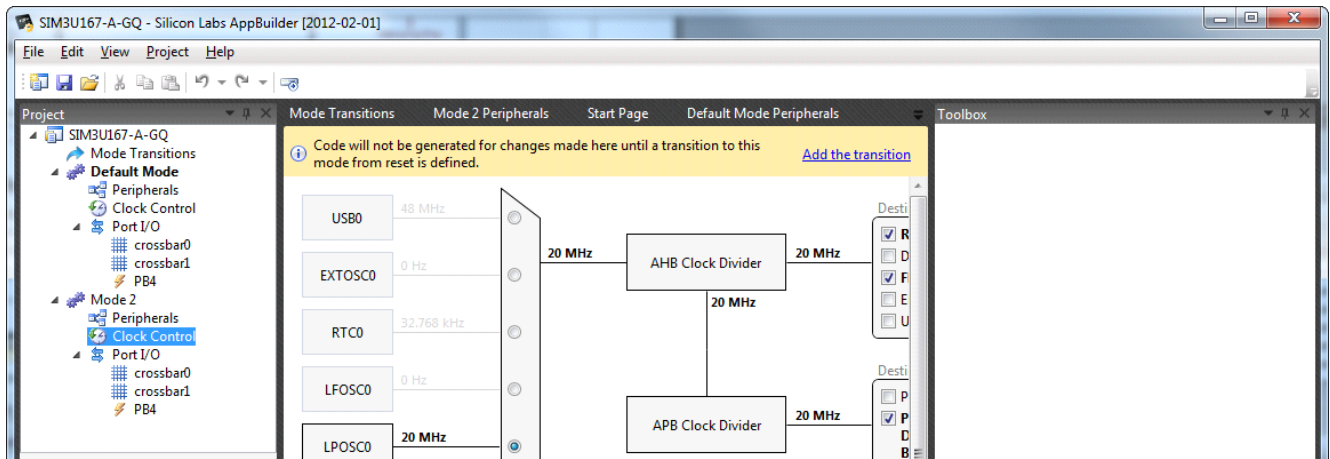 SIM3U167-A-GQ - Silicon Labs AppBuilder [2012-02-01]
File Edit View Project Help
Project
SIM3U167-A-GQ
Mode Transitions
Default Mode
Peripherals
Clock Control
Port I/O
crossbar0
crossbar1
PB4
Mode 2
Peripherals
Clock Control
Port I/O
crossbar0
crossbar1
PB4
Mode Transitions Mode 2 Peripherals Start Page Default Mode Peripherals
Code will not be generated for changes made here until a transition to this
mode from reset is defined.
Add the transition
USB0 48 MHz
EXTOSC0 0 Hz
RTC0 32.768 kHz
LFOSC0 0 Hz
LPOSC0 20 MHz
20 MHz
AHB Clock Divider
20 MHz
20 MHz
APB Clock Divider
20 MHz
Desti
R
D
F
E
U
Desti
P
P
D
B
Toolbox